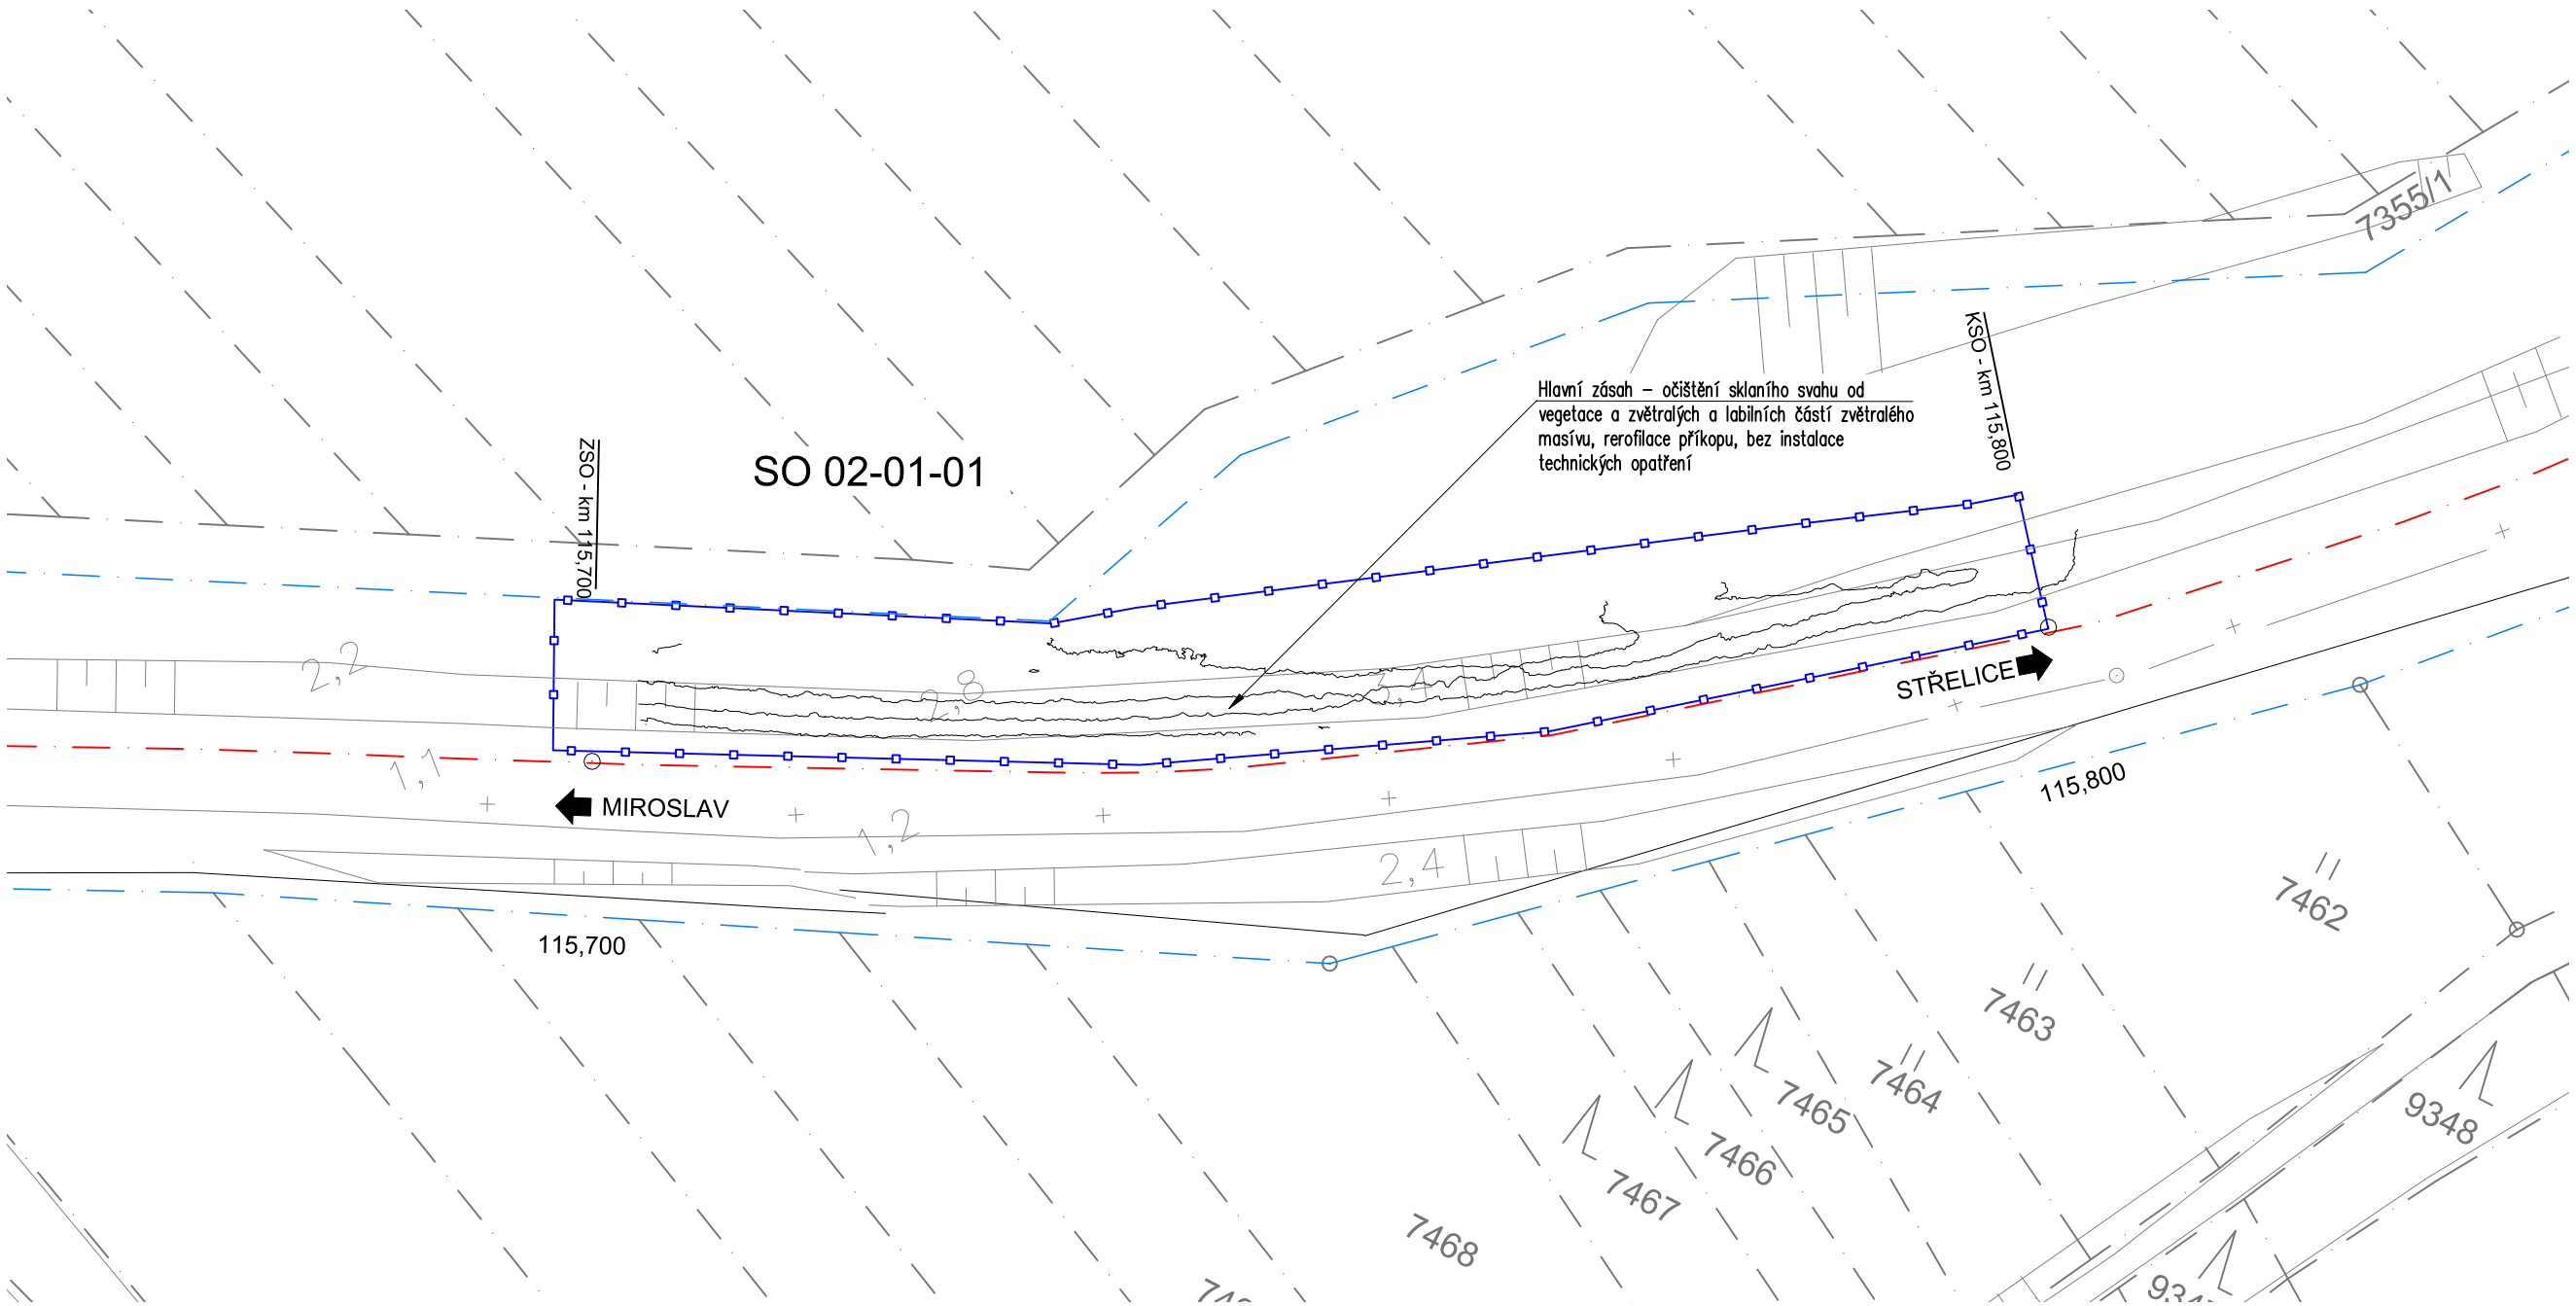 7355/1
KSO - km 115,800
Hlavní zásah – očištění sklaního svahu od
vegetace a zvětralých a labilních částí zvětralého
masívu, rerofilace příkopu, bez instalace
technických opatření
ZSO - km 115,700
SO 02-01-01
2,2
2,8
3,4
STŘELICE
1,1
MIROSLAV
1,2
2,4
115,800
115,700
7462
7463
7464
7465
7466
7467
7468
9348